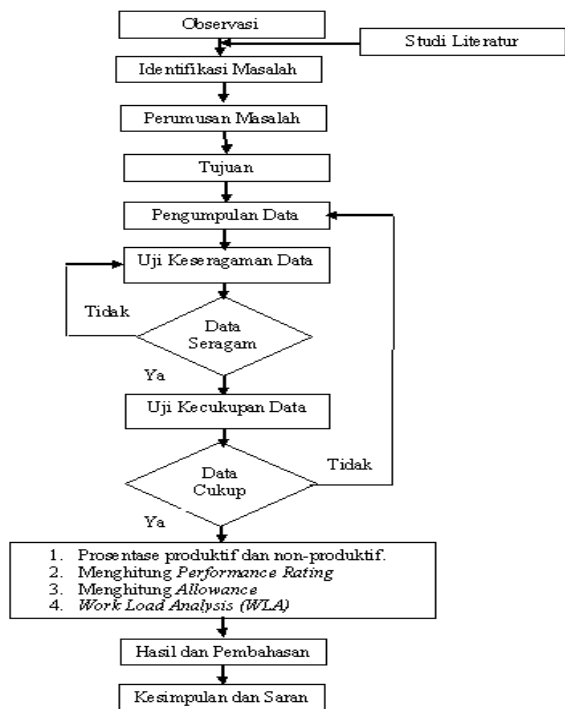 Observasi
Studi Literatur
Identifikasi Masalah
Perumusan Masalah
Tujuan
Pengumpulan Data
Uji Keseragaman Data
Tidak
Data
Seragam
Ya
Uji Kecukupan Data
Data
Cukup
Tidak
Ya
1. Prosentase produktif dan non-produktif.
2. Menghitung Performance Rating
3. Menghitung Allowance
4. Work Load Analysis (WLA)
Hasil dan Pembahasan
Kesimpulan dan Saran